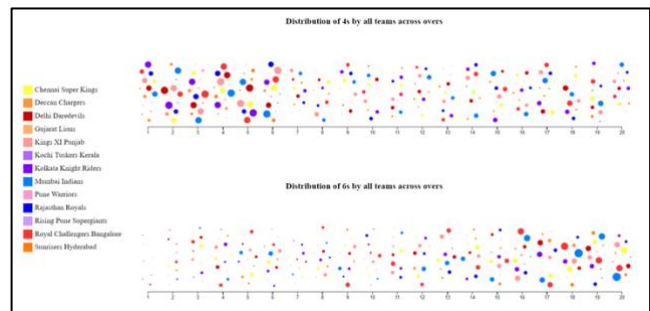 Distribution of 4s by all teams across overs
Chennai Super Kings
Deccan Chargers
Delhi Daredevils
Gujarat Lions
Kings XI Punjab
Kochi Tuskers Kerala
Kolkata Knight Riders
Mumbai Indians
Pune Warriors
Rajasthan Royals
Rising Pune Supergiants
Royal Challengers Bangalore
Sunrisers Hyderabad
1 2 3 4 5 6 7 8 9 10 11 12 13 14 15 16 17 18 19 20
Distribution of 6s by all teams across overs
1 2 3 4 5 6 7 8 9 10 11 12 13 14 15 16 17 18 19 20